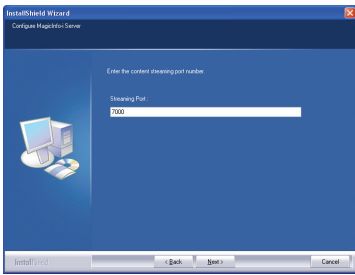 InstallShield Wizard
Configure MagicInfo-i Server
Enter the content streaming port number.
Streaming Port :
7000
InstallShield
< Back
Next >
Cancel